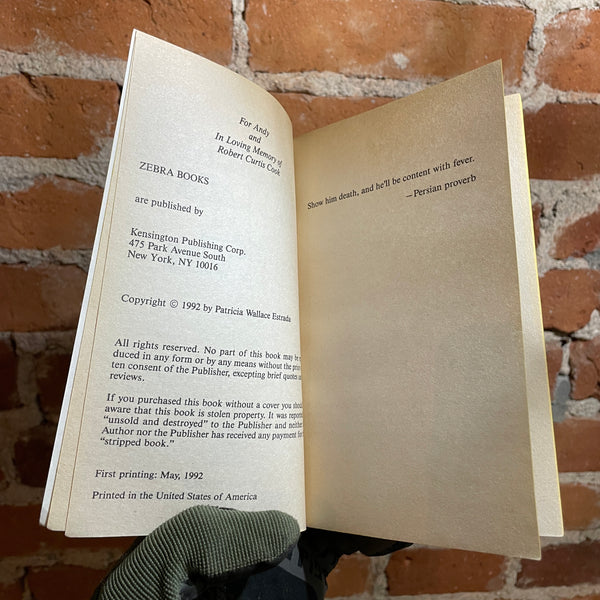 For Andy
and
In Loving Memory of
Robert Curtis Cook
ZEBRA BOOKS
are published by
Kensington Publishing Corp.
475 Park Avenue South
New York, NY 10016
Copyright © 1992 by Patricia Wallace Estrada
All rights reserved. No part of this book may be
duced in any form or by any means without the
ten consent of the Publisher, excepting brief quotes
reviews.
If you purchased this book without a cover you
aware that this book is stolen property. It was
"unsold and destroyed" to the Publisher and neither
Author nor the Publisher has received any payment
"stripped book."
First printing: May, 1992
Printed in the United States of America
Show him death, and he'll be content with fever.
—Persian proverb